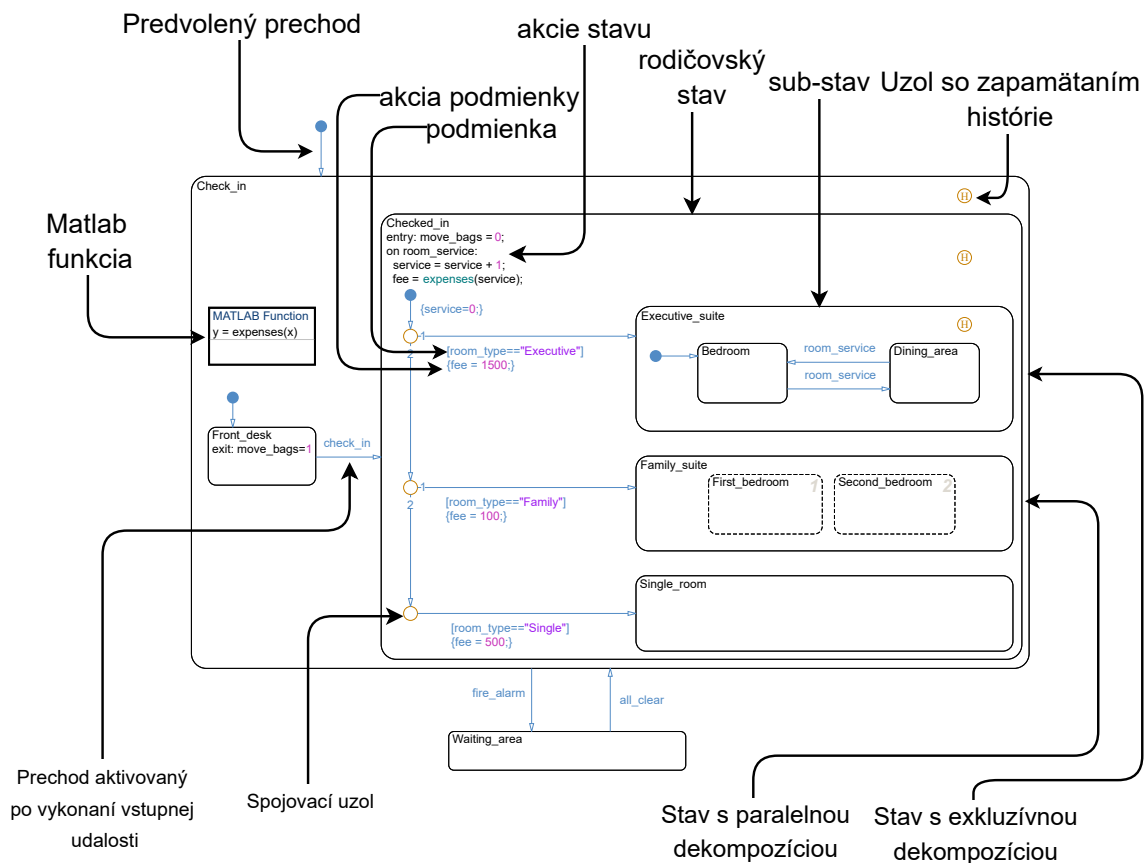 Predvolený prechod
akcie stavu
rodičovský
stav
sub-stav
Uzol so zapamätaním
histórie
akcia podmienky
podmienka
Matlab
funkcia
Check_in
H
Checked_in
entry: move_bags = 0;
on room_service:
service = service + 1;
fee = expenses(service);
H
{service=0;}
MATLAB Function
y = expenses(x)
1
2
[room_type=="Executive"]
{fee = 1500;}
Executive_suite
H
Bedroom
room_service
room_service
Dining_area
Front_desk
exit: move_bags=1
check_in
1
2
[room_type=="Family"]
{fee = 100;}
Family_suite
First_bedroom
1
Second_bedroom
2
[room_type=="Single"]
{fee = 500;}
Single_room
fire_alarm
all_clear
Waiting_area
Prechod aktivovaný
po vykonaní vstupnej
udalosti
Spojovací uzol
Stav s paralelnou
dekompozíciou
Stav s exkluzívnou
dekompozíciou